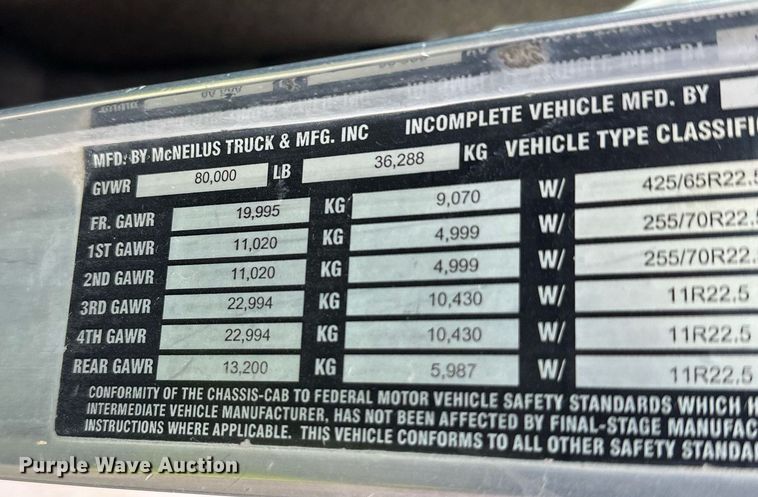 MFD. BY McNEILUS TRUCK & MFG. INC INCOMPLETE VEHICLE MFD. BY
GVWR 80,000 LB 36,288 KG VEHICLE TYPE CLASSIFI
FR. GAWR 19,995 KG 9,070 W/ 425/65R22.5
1ST GAWR 11,020 KG 4,999 W/ 255/70R22.5
2ND GAWR 11,020 KG 4,999 W/ 255/70R22.
3RD GAWR 22,994 KG 10,430 W/ 11R22.5
4TH GAWR 22,994 KG 10,430 W/ 11R22.5
REAR GAWR 13,200 KG 5,987 W/ 11R22.5
CONFORMITY OF THE CHASSIS-CAB TO FEDERAL MOTOR VEHICLE SAFETY STANDARDS WHICH H
INTERMEDIATE VEHICLE MANUFACTURER, HAS NOT BEEN AFFECTED BY FINAL-STAGE MANUFAC
INSTRUCTIONS WHERE APPLICABLE. THIS VEHICLE CONFORMS TO ALL OTHER SAFETY STANDA
Purple Wave Auction